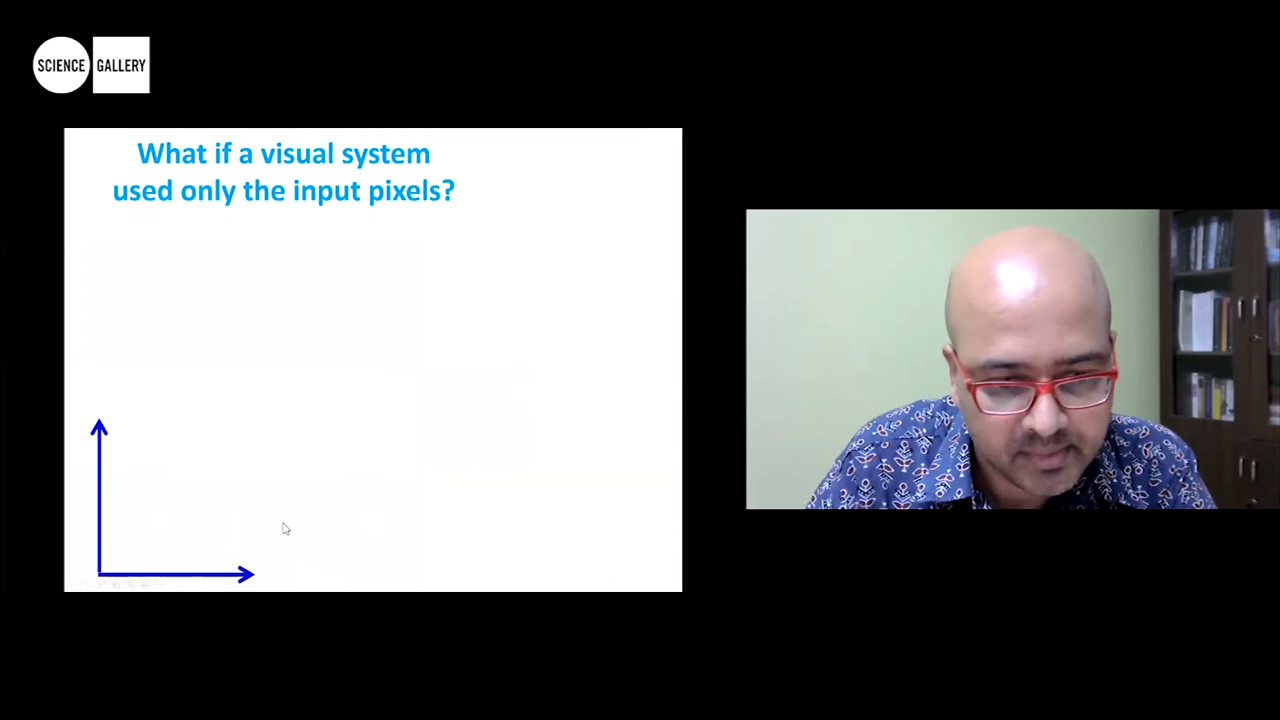 SCIENCE GALLERY
What if a visual system
used only the input pixels?